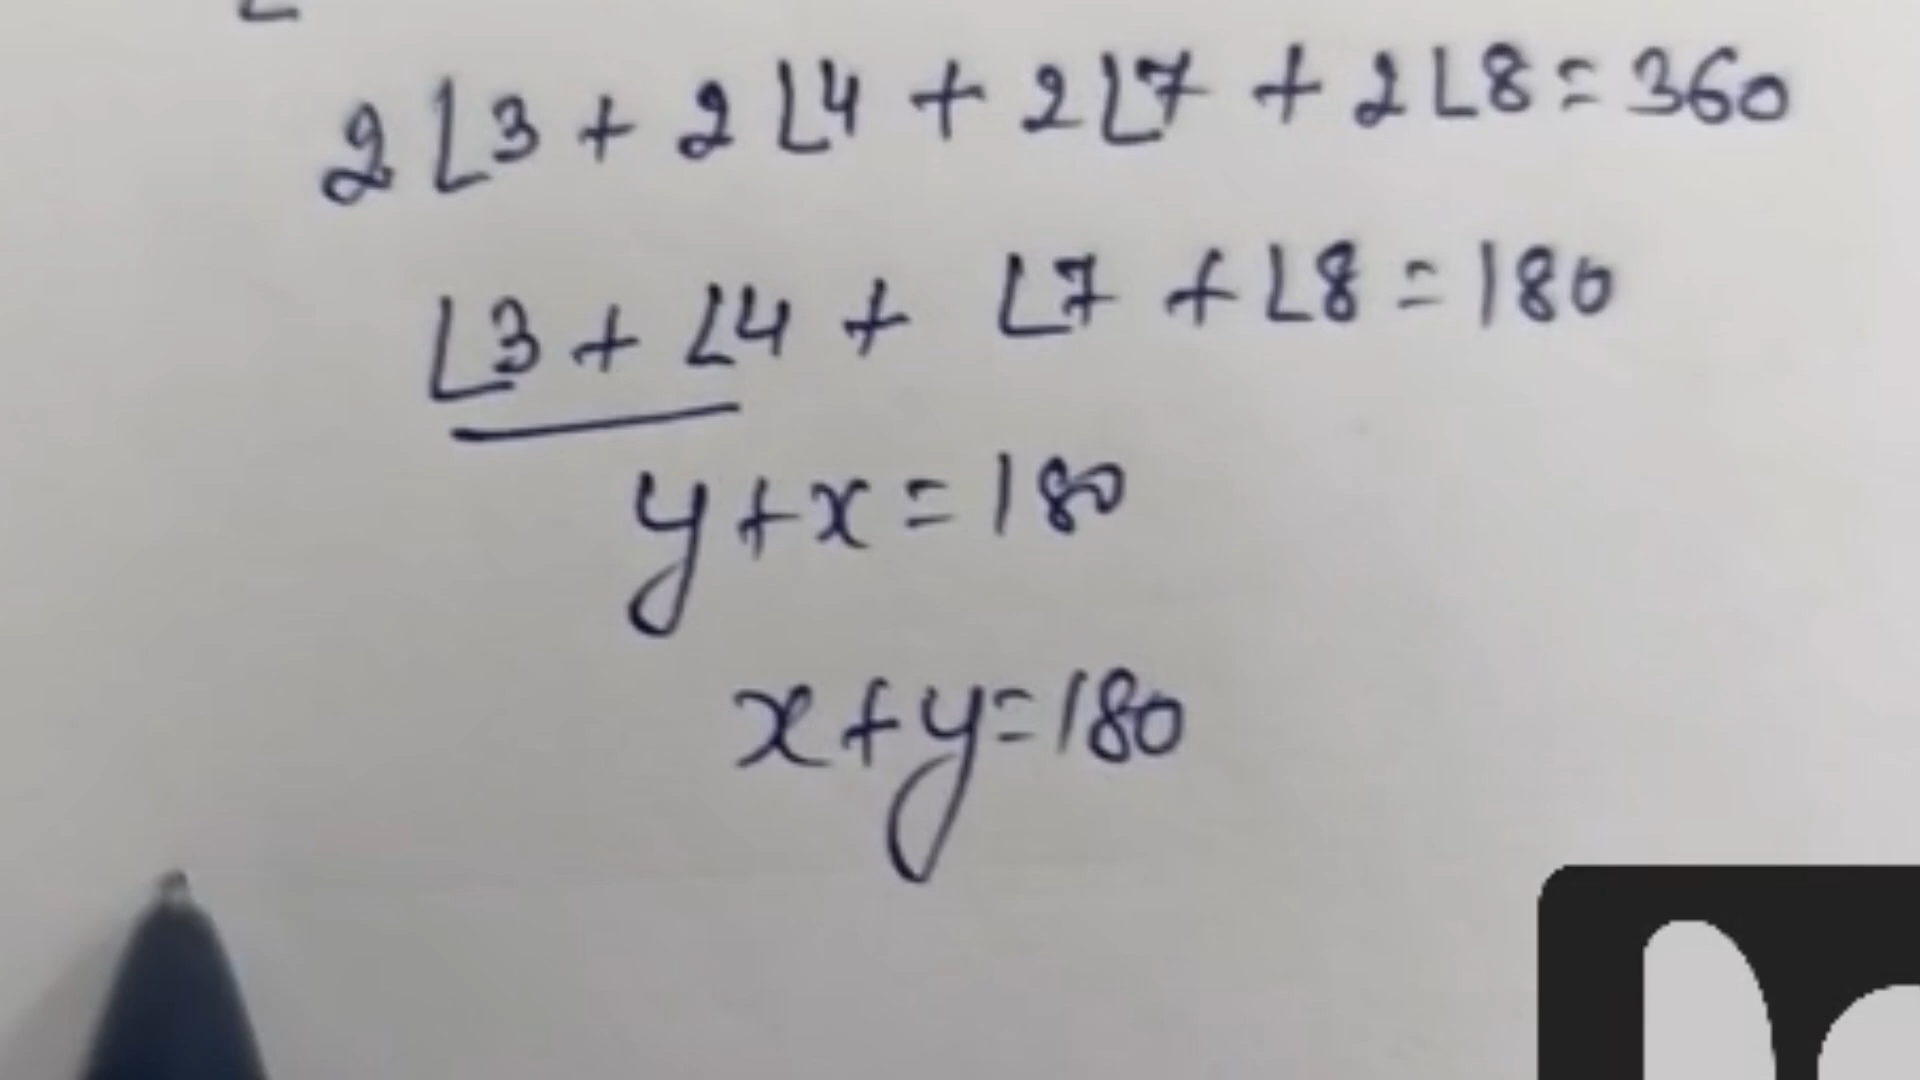 2∠3 + 2∠4 + 2∠7 + 2∠8 = 360
∠3 + ∠4 + ∠7 + ∠8 = 180
y + x = 180
x + y = 180